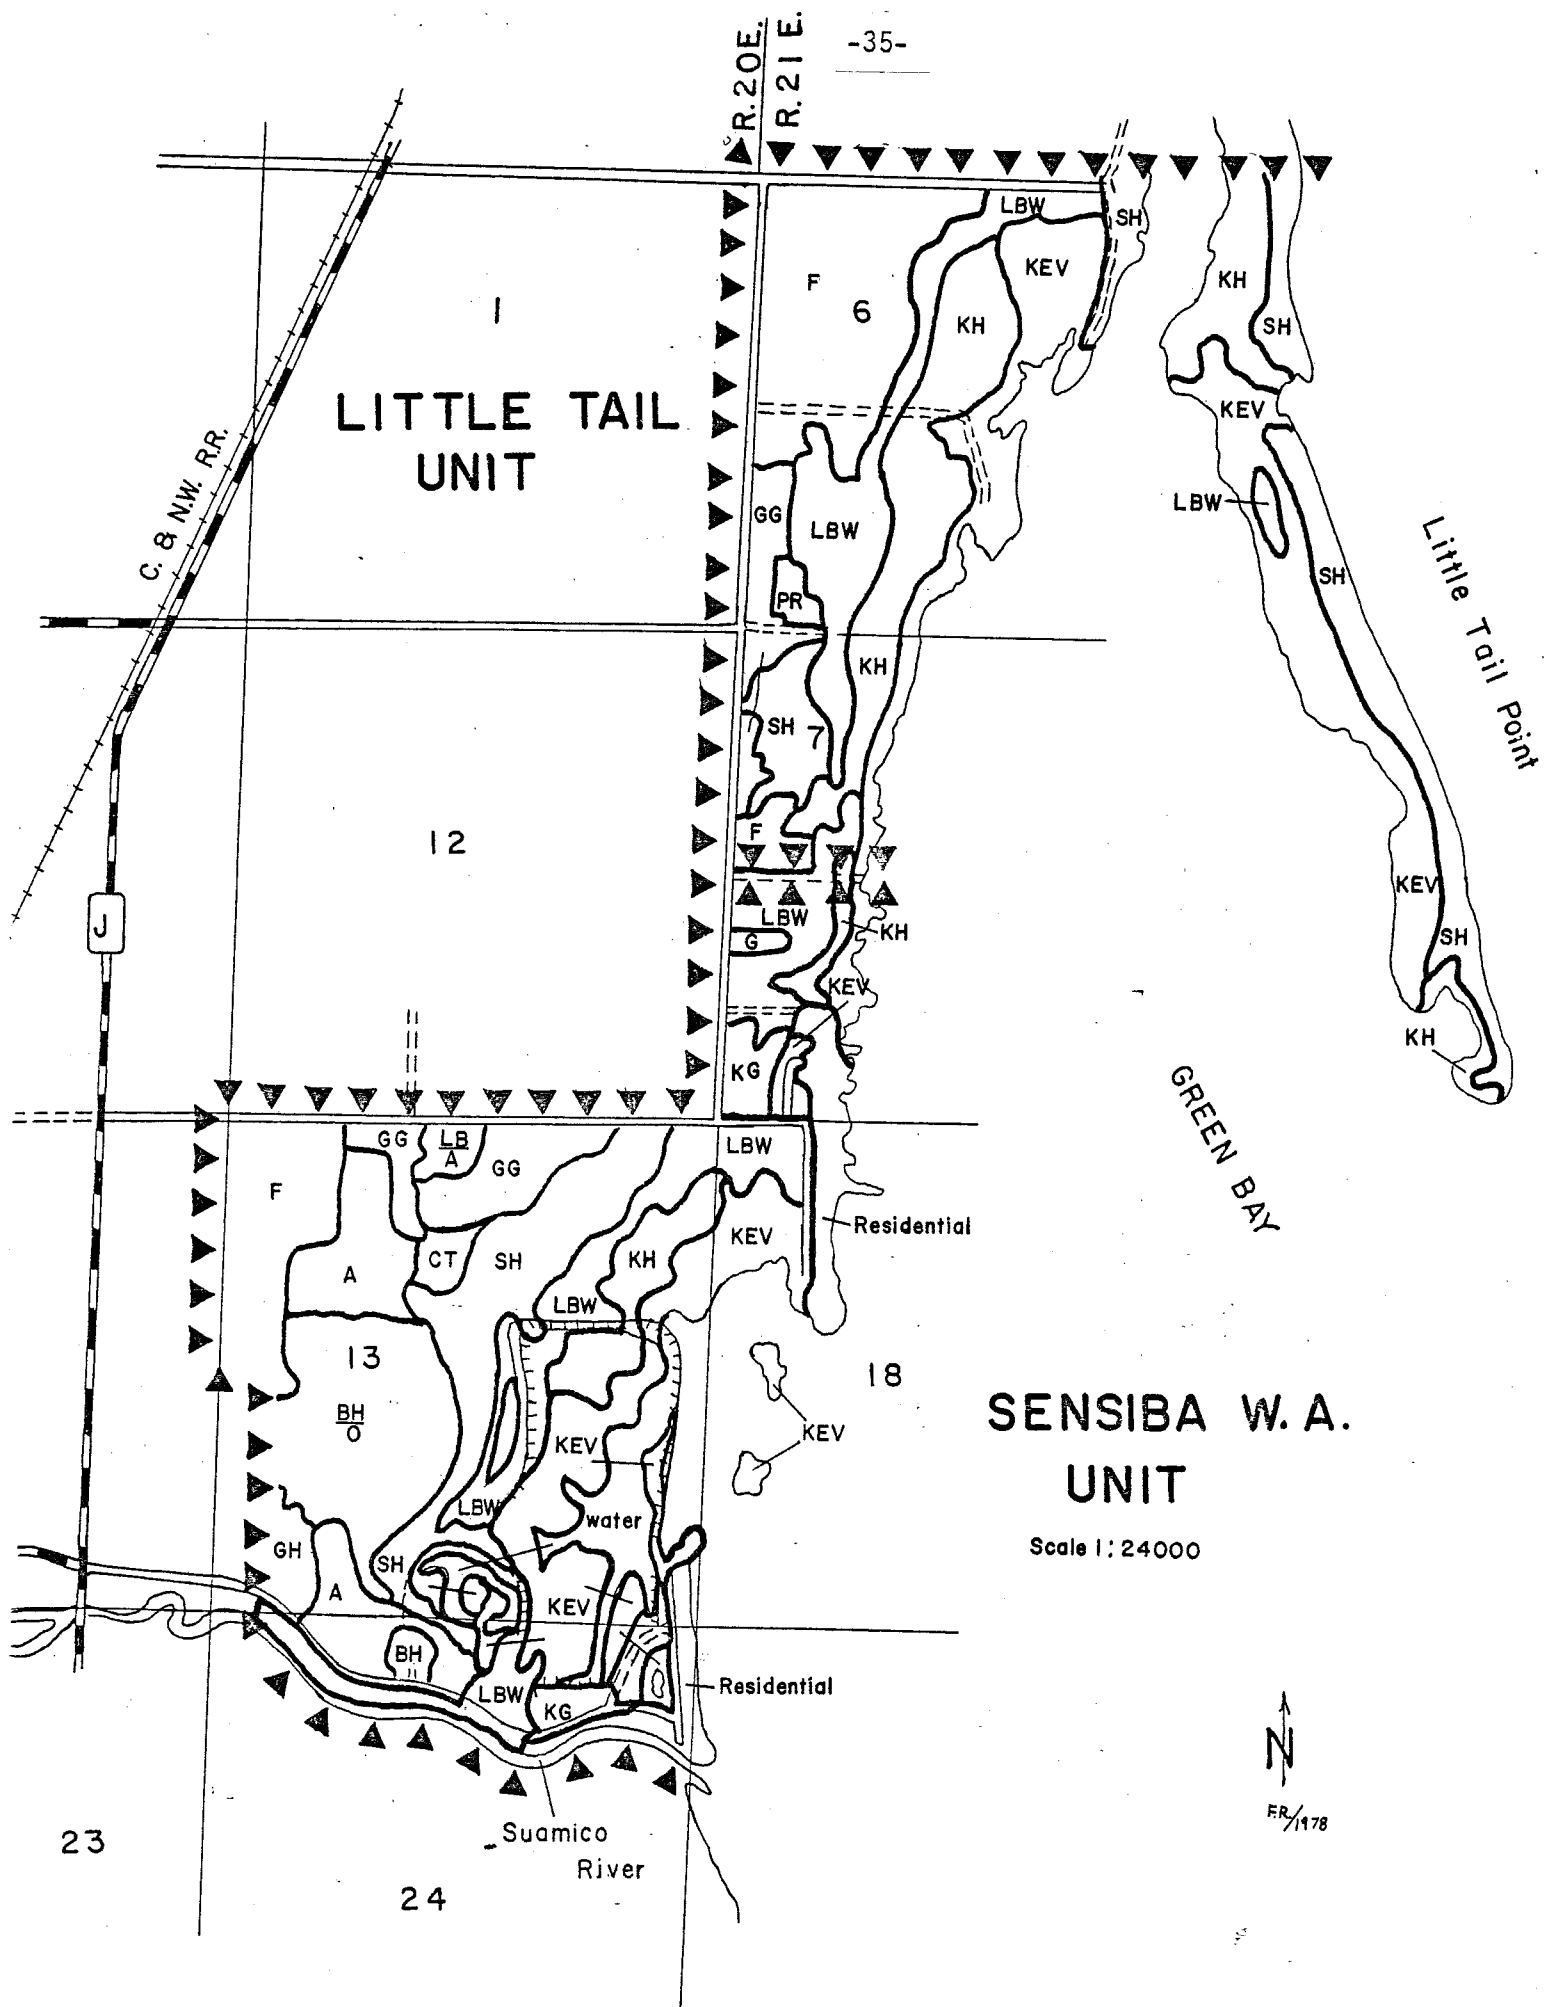 -35-
R.20E.
R.21E.
LBW
SH
KEV
F
6
KH
KH
SH
1
LITTLE TAIL
UNIT
C. & N.W. R.R.
KEV
GG
LBW
LBW
SH
PR
Little Tail Point
KH
SH
7
12
F
KEV
J
LBW
KH
G
SH
KEV
KH
KG
GREEN BAY
GG
LB
A
GG
LBW
F
Residential
KEV
CT
SH
KH
A
LBW
13
18
BH
O
SENSIBA W.A.
UNIT
Scale 1:24000
KEV
KEV
LBW
water
GH
SH
A
KEV
BH
LBW
KG
Residential
N
F.R./1978
Suamico
River
23
24